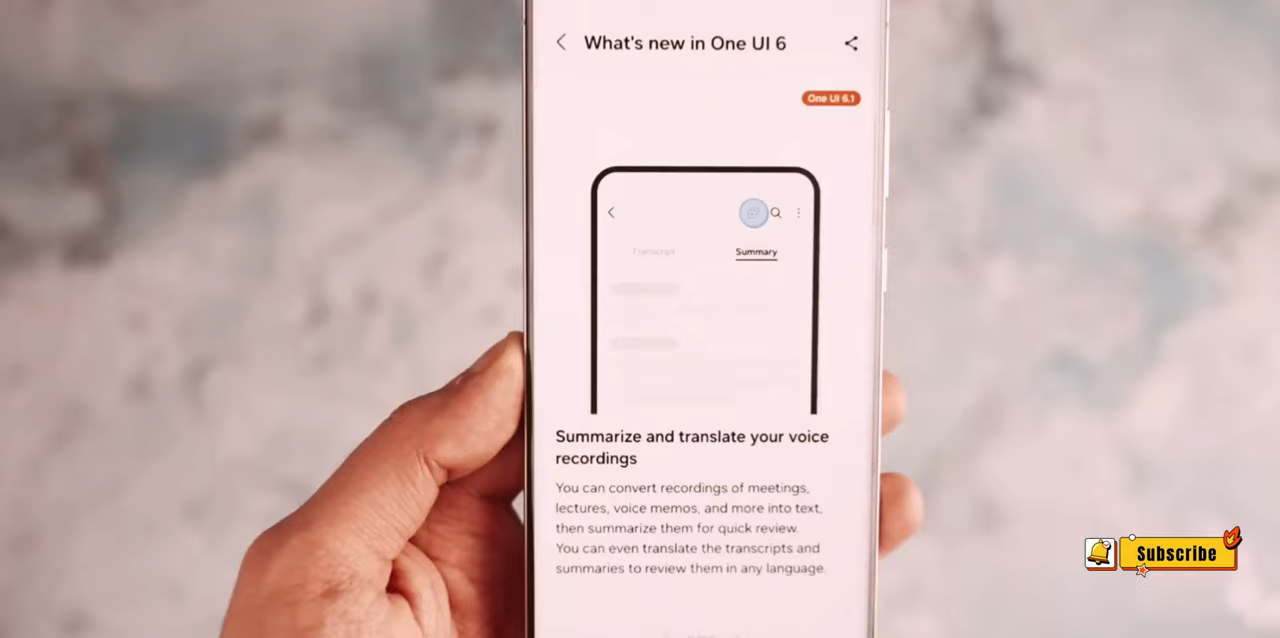 What's new in One UI 6
One UI 6.1
Transcript
Summary
Summarize and translate your voice
recordings
You can convert recordings of meetings,
lectures, voice memos, and more into text,
then summarize them for quick review.
You can even translate the transcripts and
summaries to review them in any language.
Subscribe